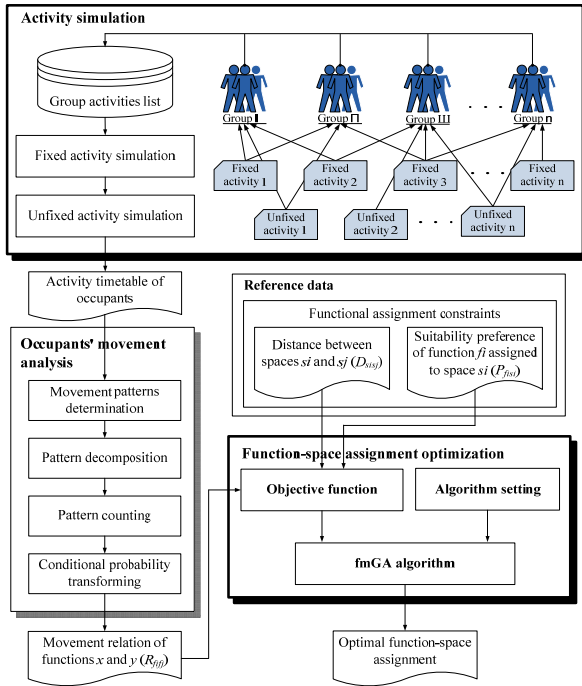 Activity simulation
Group activities list
Fixed activity simulation
Unfixed activity simulation
Group I
Group Π
Group Ш
Group n
. . .
Fixed
activity 1
Fixed
activity 2
Fixed
activity 3
. . .
Fixed
activity n
Unfixed
activity 1
Unfixed
activity 2
. . .
Unfixed
activity n
Activity timetable of
occupants
Occupants' movement
analysis
Movement patterns
determination
Pattern decomposition
Pattern counting
Conditional probability
transforming
Movement relation of
functions x and y (Rfifj)
Reference data
Functional assignment constraints
Distance between
spaces si and sj (Dsisj)
Suitability preference
of function fi assigned
to space si (Pfisi)
Function-space assignment optimization
Objective function
Algorithm setting
fmGA algorithm
Optimal function-space
assignment